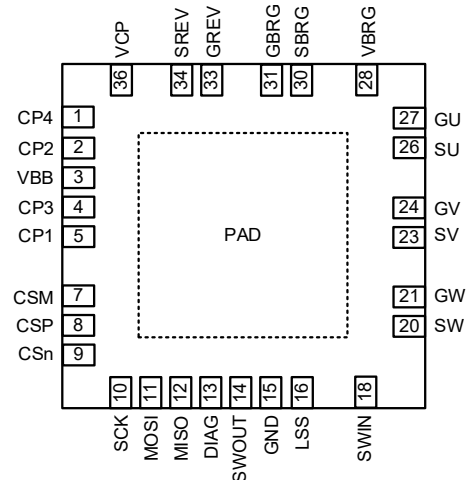 VCP
SREV
GREV
GBRG
SBRG
VBRG
36
34
33
31
30
28
CP4 1
CP2 2
VBB 3
CP3 4
CP1 5
CSM 7
CSP 8
CSn 9
PAD
27 GU
26 SU
24 GV
23 SV
21 GW
20 SW
10
11
12
13
14
15
16
18
SCK
MOSI
MISO
DIAG
SWOUT
GND
LSS
SWIN